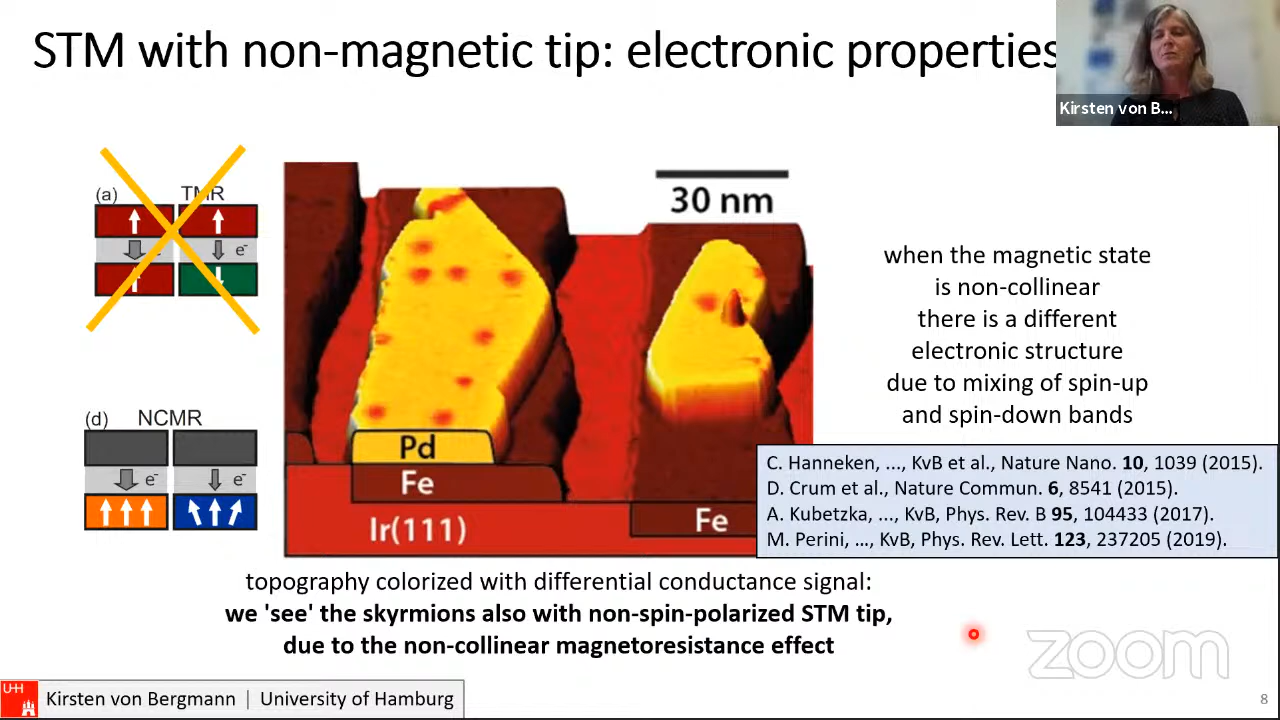 STM with non-magnetic tip: electronic properties
Kirsten von B...
(a) TMR
e⁻
30 nm
when the magnetic state
is non-collinear
there is a different
electronic structure
due to mixing of spin-up
and spin-down bands
(d) NCMR
e⁻ e⁻
Pd
Fe
Ir(111)
Fe
C. Hanneken, ..., KvB et al., Nature Nano. 10, 1039 (2015).
D. Crum et al., Nature Commun. 6, 8541 (2015).
A. Kubetzka, ..., KvB, Phys. Rev. B 95, 104433 (2017).
M. Perini, ..., KvB, Phys. Rev. Lett. 123, 237205 (2019).
topography colorized with differential conductance signal:
we 'see' the skyrmions also with non-spin-polarized STM tip,
due to the non-collinear magnetoresistance effect
zoom
UHH
Kirsten von Bergmann | University of Hamburg
8